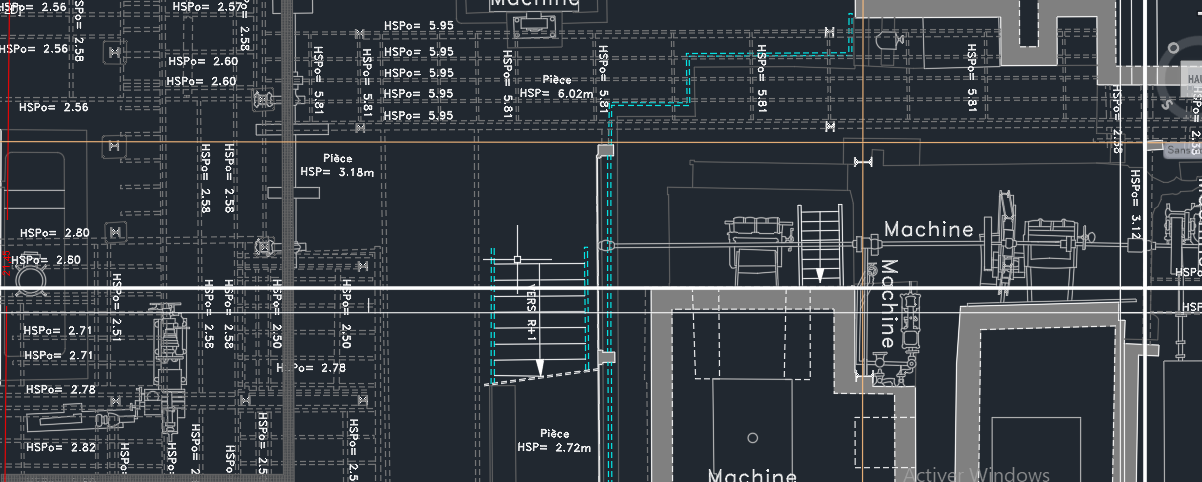 HSPo= 2.56
HSPo= 2.57
Machine
HSPo= 5.95
HSPo= 2.56
HSPo= 2.58
HSPo= 2.58
HSPo= 5.95
HSPo= 2.60
HSPo= 5.95
HSPo= 2.60
HSPo= 5.95
HSPo= 2.56
HSPo= 5.95
HSPo= 5.81
HSPo= 5.81
HSPo= 5.81
HSPo= 5.81
HSPo= 5.81
HSPo= 5.81
Pièce
HSP= 6.02m
HAU
S
Sans
HSPo= 2.58
HSPo= 2.58
Pièce
HSP= 3.18m
HSPo= 3.12
HSPo= 2.80
HSPo= 2.80
Machine
Machine
HSPo= 2.51
HSPo= 2.58
HSPo= 2.50
HSPo= 2.50
VERS R+1
HSPo= 2.71
HSPo= 2.71
HSPo= 2.78
HSPo= 2.82
Pièce
HSP= 2.72m
Machine
Activer Windows